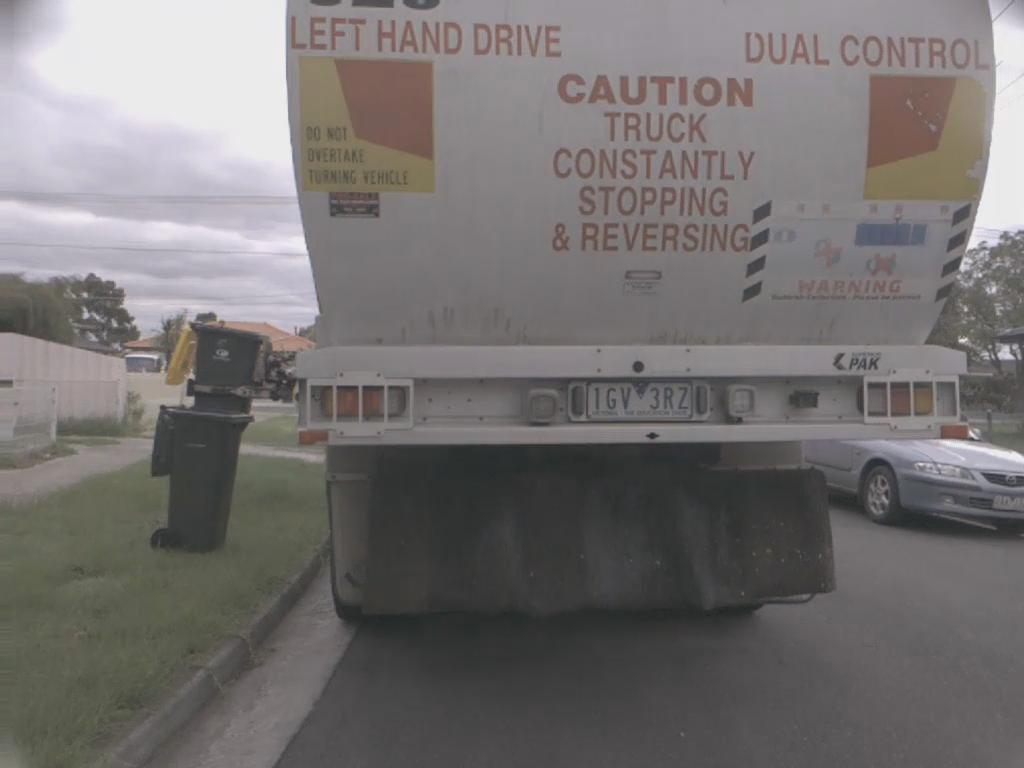 LEFT HAND DRIVE
DUAL CONTROL
CAUTION
TRUCK
CONSTANTLY
STOPPING
& REVERSING
DO NOT
OVERTAKE
TURNING VEHICLE
WARNING
SUPERIOR
PAK
1GV 3RZ